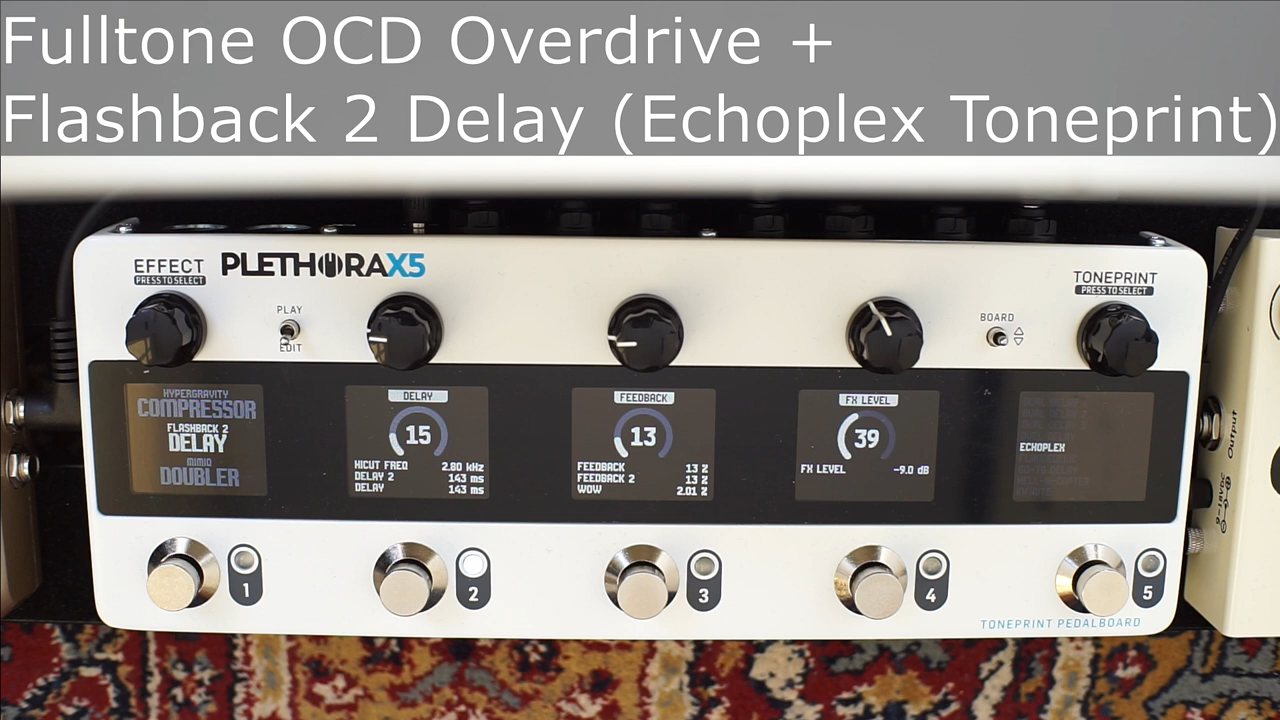 Fulltone OCD Overdrive +
Flashback 2 Delay (Echoplex Toneprint)
EFFECT
PRESS TO SELECT
PLETHORA X5
TONEPRINT
PRESS TO SELECT
PLAY
EDIT
BOARD
HYPERGRAVITY
COMPRESSOR
FLASHBACK 2
DELAY
MIMIQ
DOUBLER
DELAY
15
HICUT FREQ 2.80 kHz
DELAY 2 143 ms
DELAY 143 ms
FEEDBACK
13
FEEDBACK 13 %
FEEDBACK 2 13 %
WOW 2.01 %
FX LEVEL
39
FX LEVEL -9.0 dB
ECHOPLEX
Output
9-18VDC
1
2
3
4
5
TONEPRINT PEDALBOARD